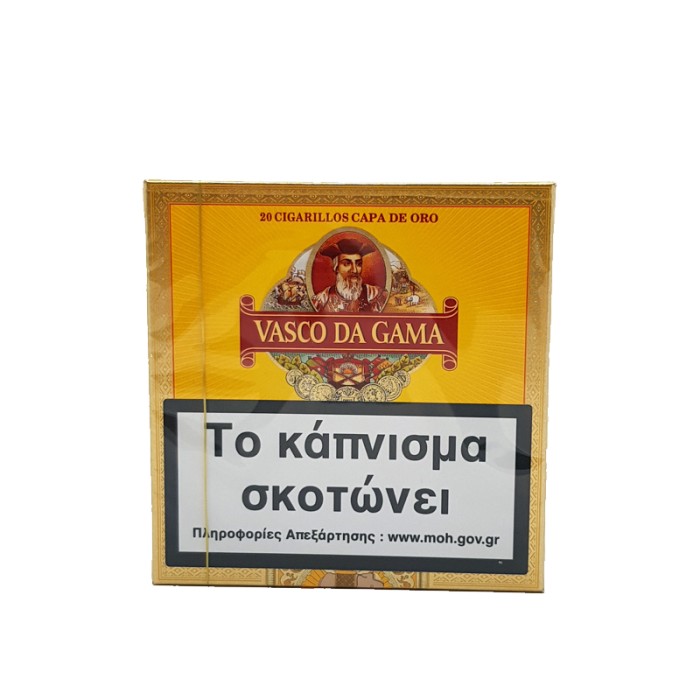 20 CIGARILLOS CAPA DE ORO
VASCO DA GAMA
Το κάπνισμα
σκοτώνει
Πληροφορίες Απεξάρτησης : www.moh.gov.gr